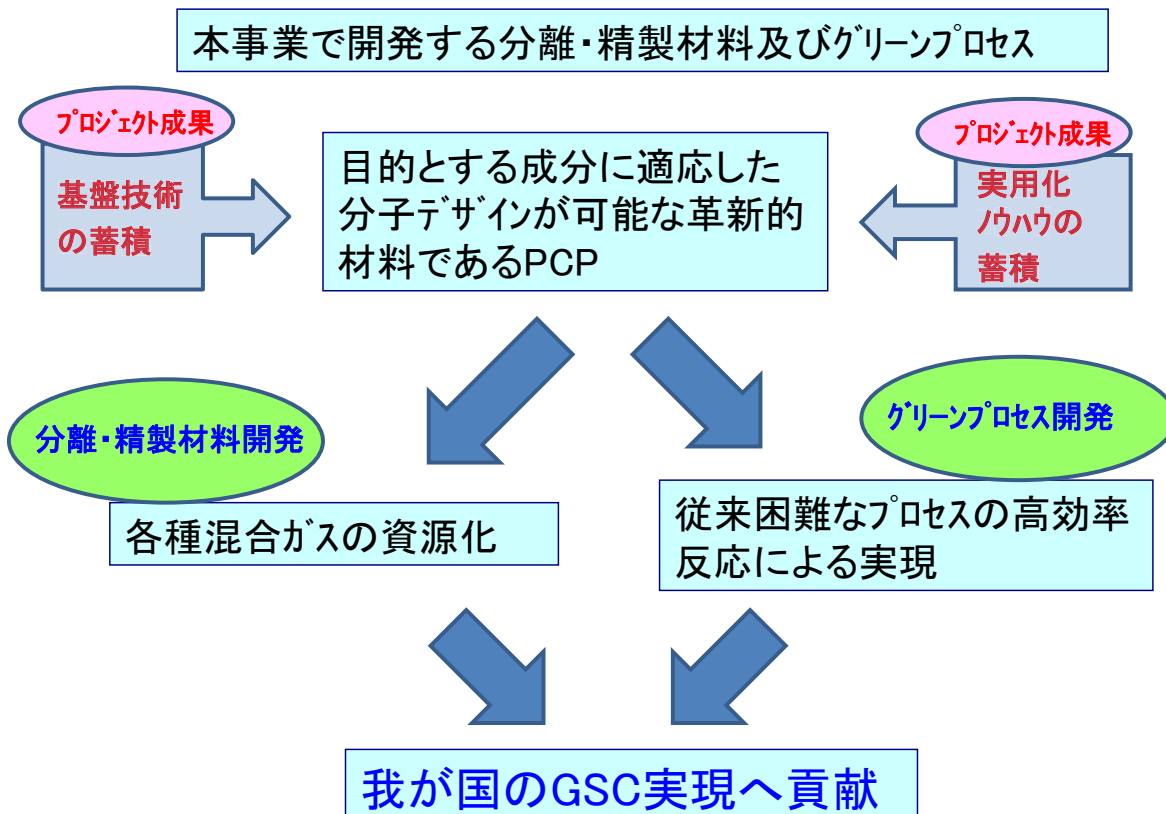 本事業で開発する分離・精製材料及びｸﾞﾘｰﾝﾌﾟﾛｾｽ
ﾌﾟﾛｼﾞｪｸﾄ成果
基盤技術
の蓄積
目的とする成分に適応した
分子ﾃﾞｻﾞｲﾝが可能な革新的
材料であるPCP
ﾌﾟﾛｼﾞｪｸﾄ成果
実用化
ﾉｳﾊｳの
蓄積
分離・精製材料開発
各種混合ｶﾞｽの資源化
ｸﾞﾘｰﾝﾌﾟﾛｾｽ開発
従来困難なﾌﾟﾛｾｽの高効率
反応による実現
我が国のGSC実現へ貢献